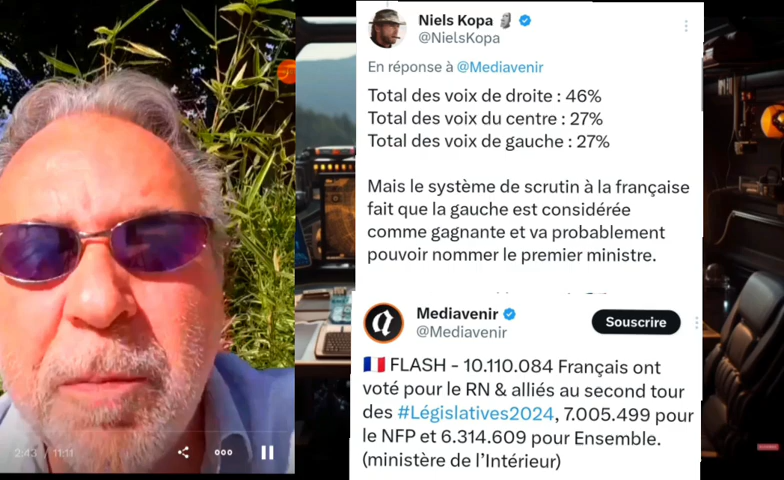 Niels Kopa
@NielsKopa
En réponse à @Mediavenir
Total des voix de droite : 46%
Total des voix du centre : 27%
Total des voix de gauche : 27%
Mais le système de scrutin à la française
fait que la gauche est considérée
comme gagnante et va probablement
pouvoir nommer le premier ministre.
Mediavenir
@Mediavenir
Souscrire
🇫🇷 FLASH - 10.110.084 Français ont
voté pour le RN & alliés au second tour
des #Législatives2024, 7.005.499 pour
le NFP et 6.314.609 pour Ensemble.
(ministère de l'Intérieur)
2:43 / 11:11